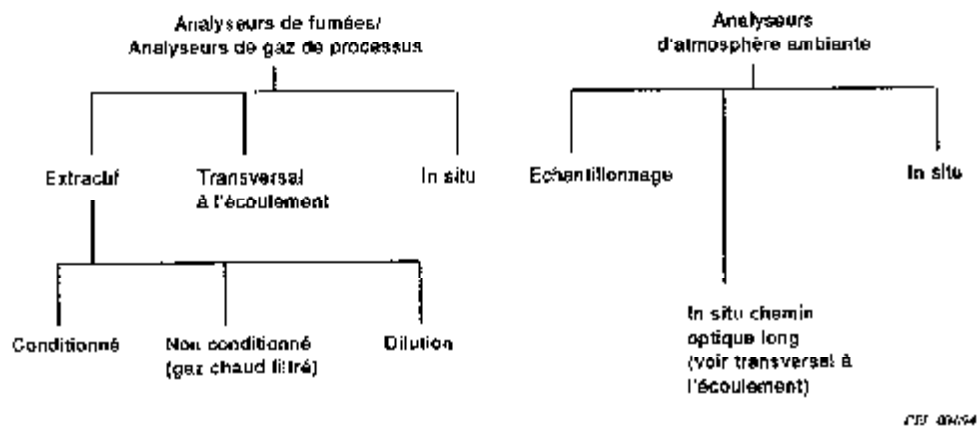 Analyseurs de fumées/
Analyseurs de gaz de processus
Extractif
Transversal
à l'écoulement
In situ
Conditionné
Non conditionné
(gaz chaud filtré)
Dilution
Analyseurs
d'atmosphère ambiante
Echantillonnage
In situ
In situ chemin
optique long
(voir transversal à
l'écoulement)